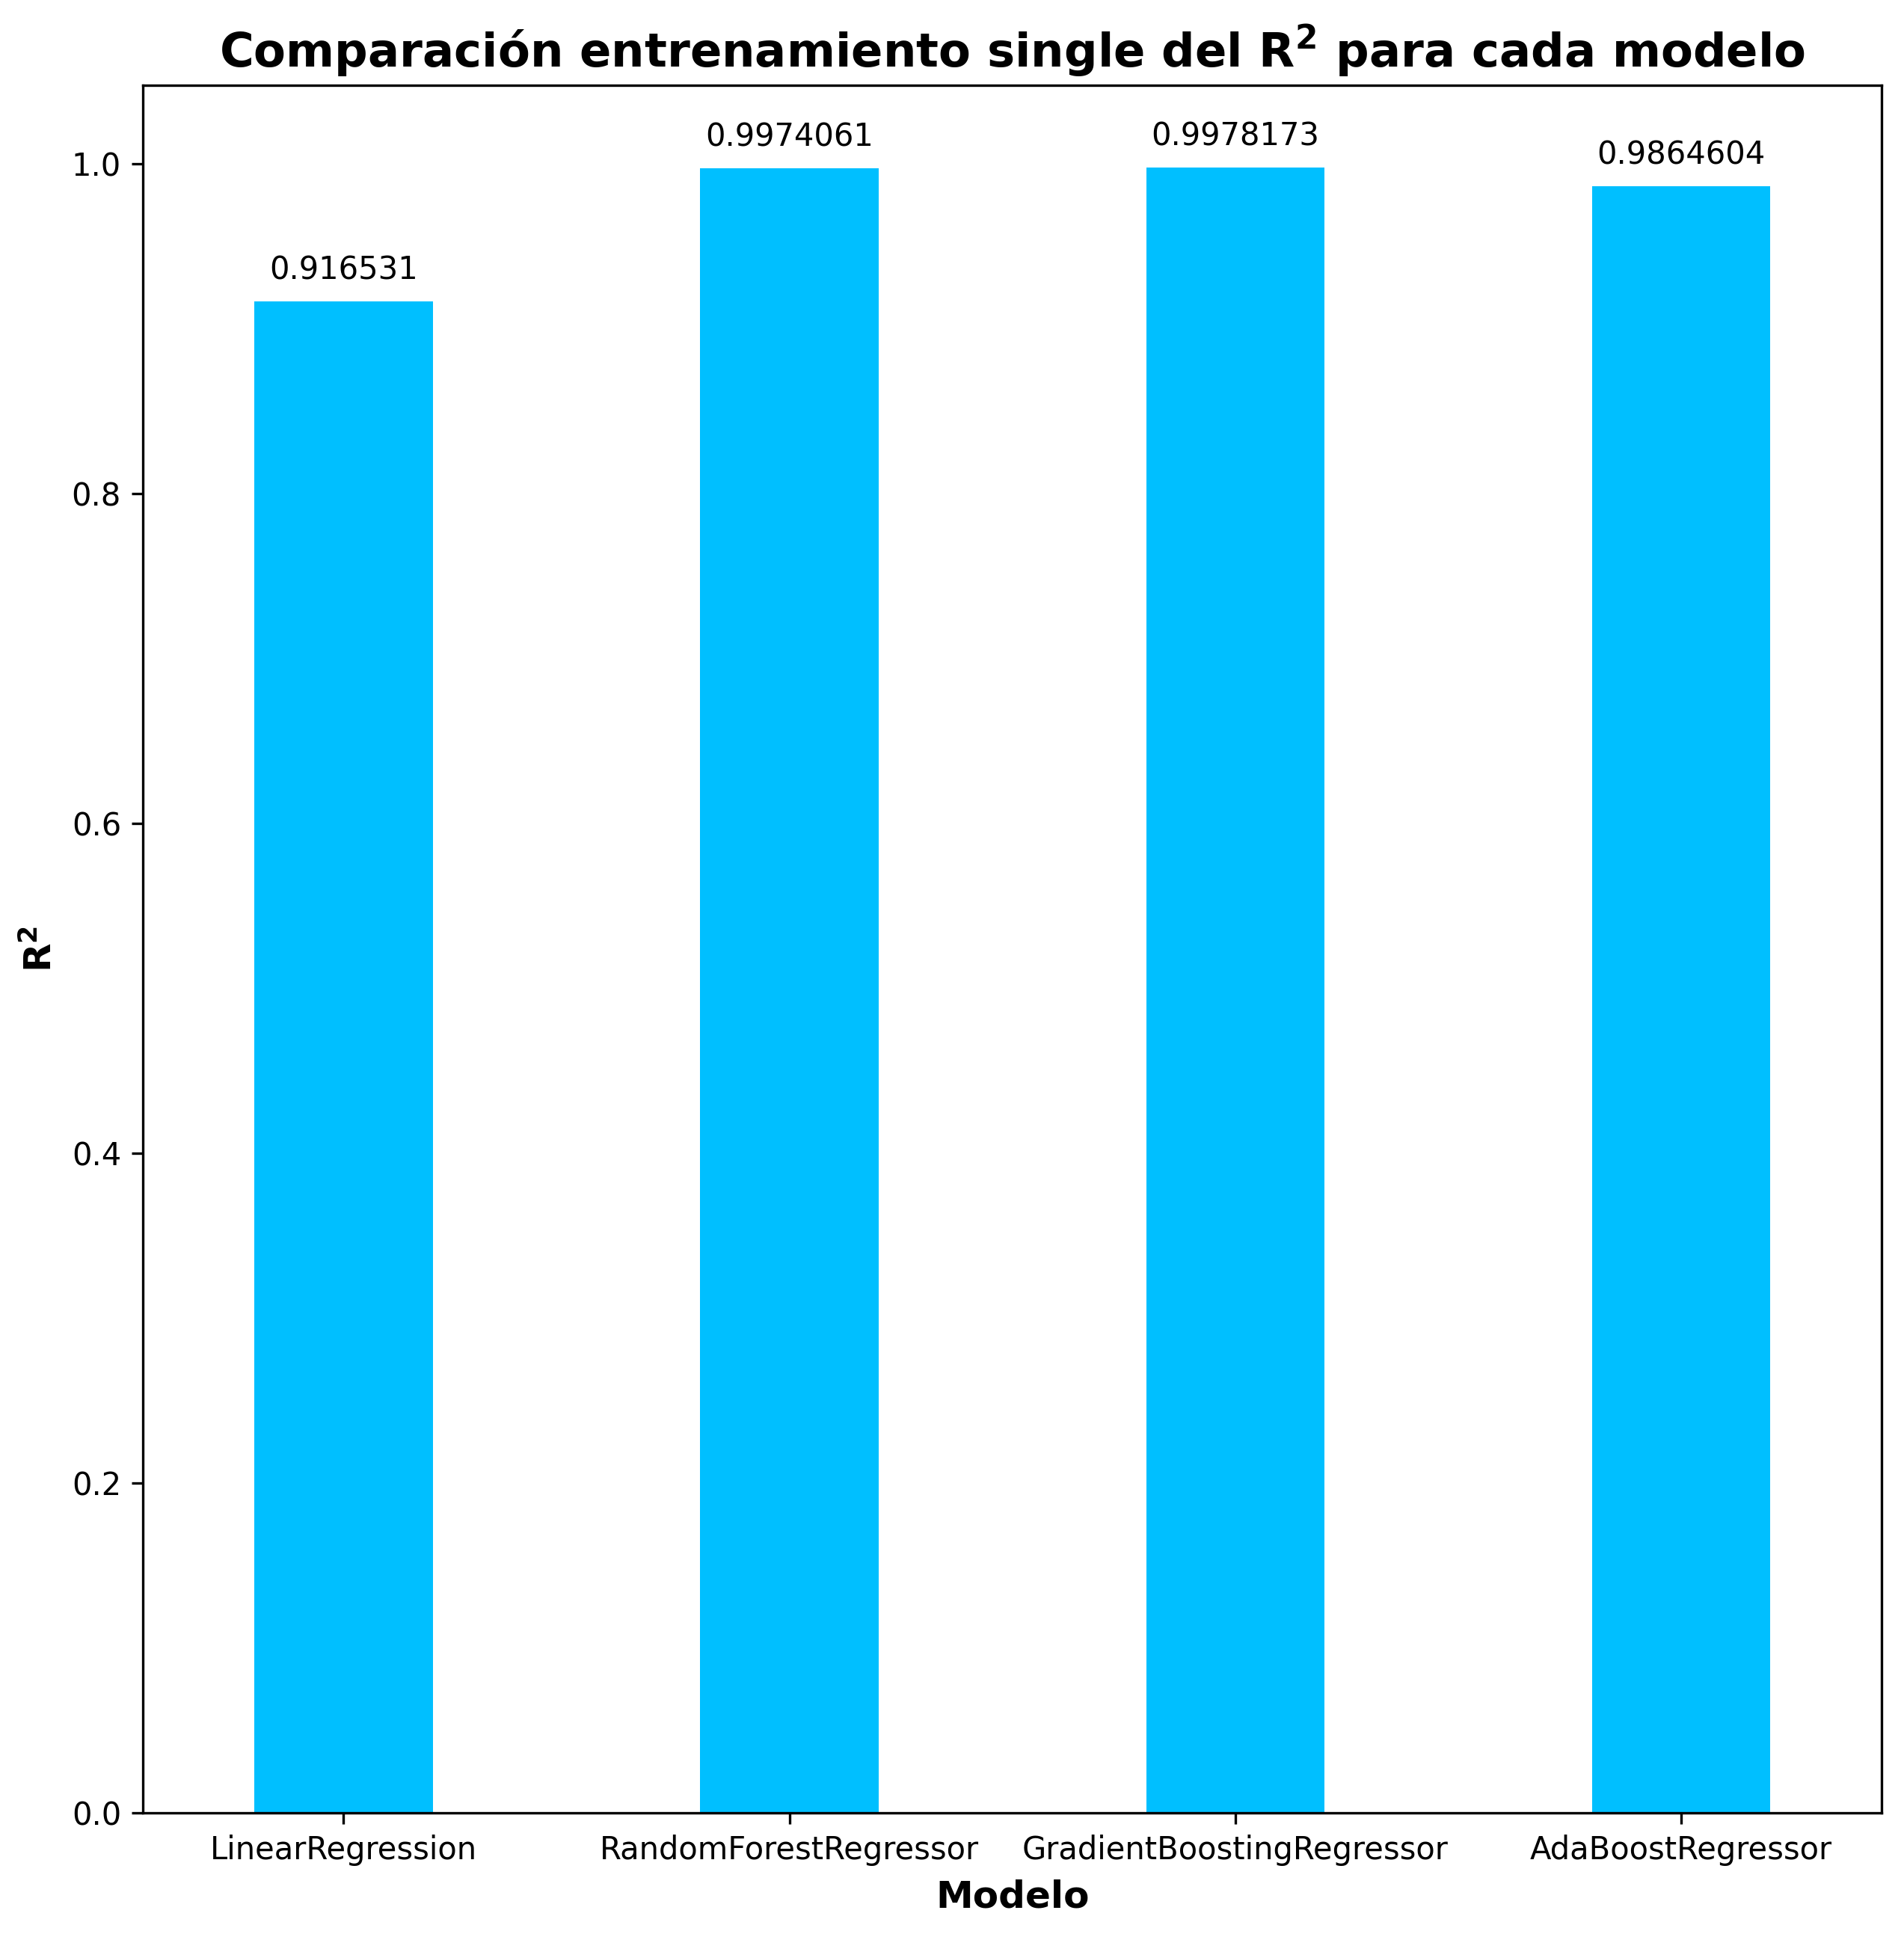 Comparación entrenamiento single del R² para cada modelo
0.916531
0.9974061
0.9978173
0.9864604
1.0
0.8
0.6
0.4
0.2
0.0
R²
LinearRegression
RandomForestRegressor
GradientBoostingRegressor
AdaBoostRegressor
Modelo